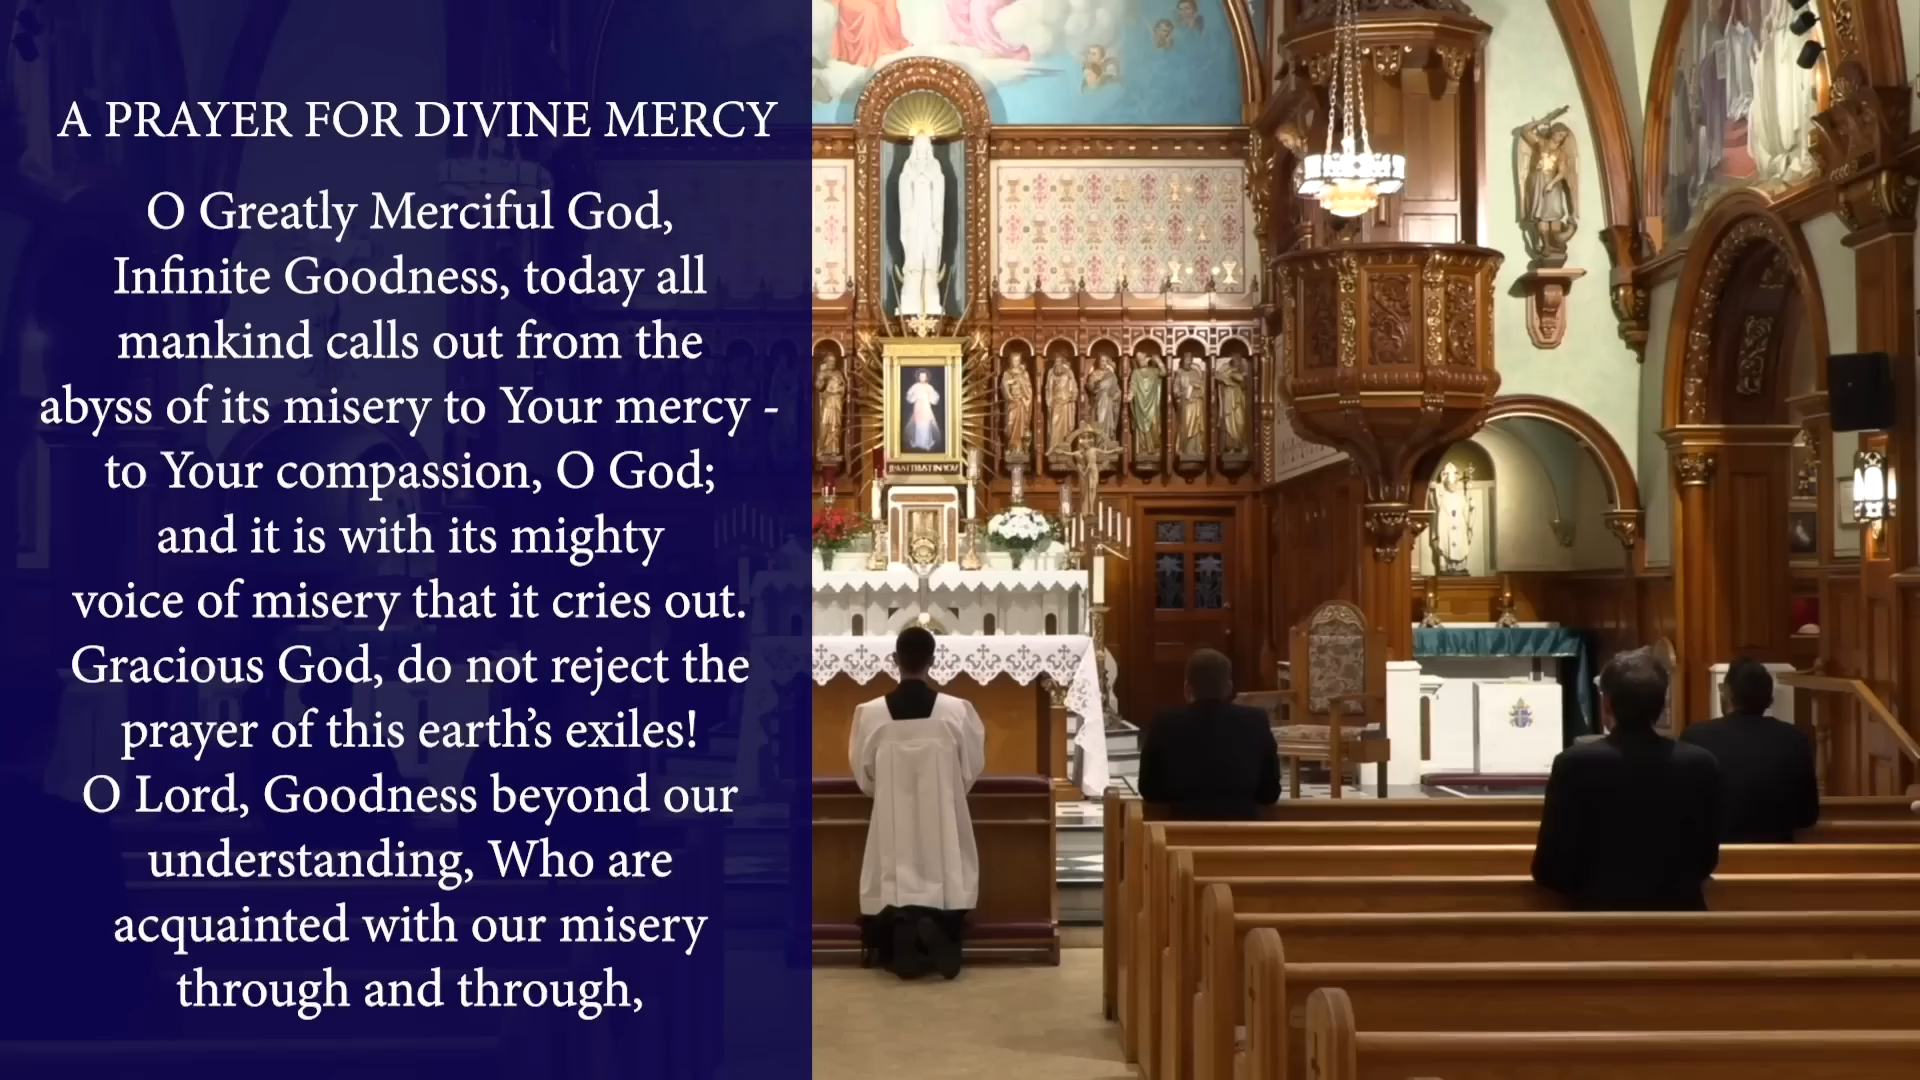 A PRAYER FOR DIVINE MERCY
O Greatly Merciful God,
Infinite Goodness, today all
mankind calls out from the
abyss of its misery to Your mercy -
to Your compassion, O God;
and it is with its mighty
voice of misery that it cries out.
Gracious God, do not reject the
prayer of this earth’s exiles!
O Lord, Goodness beyond our
understanding, Who are
acquainted with our misery
through and through,
TRUST IN YOU